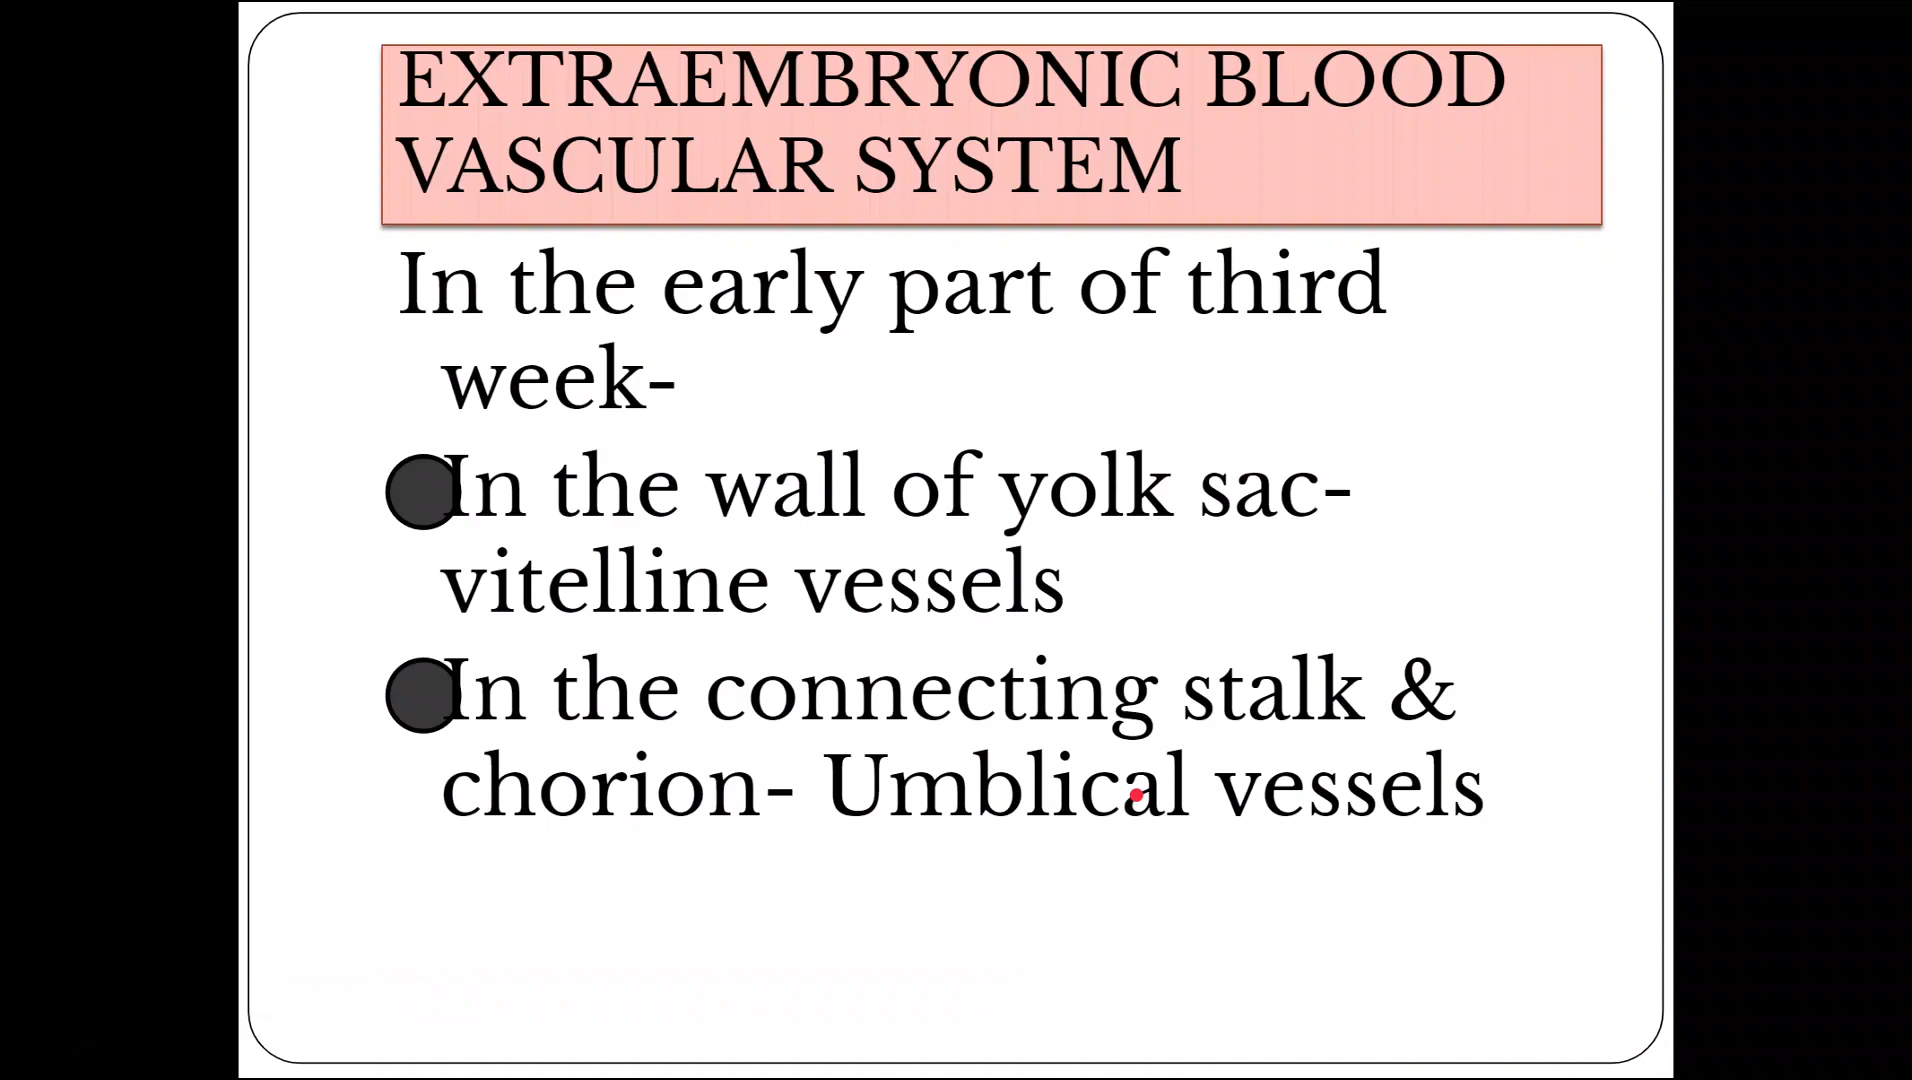 EXTRAEMBRYONIC BLOOD
VASCULAR SYSTEM
In the early part of third
week-
In the wall of yolk sac-
vitelline vessels
In the connecting stalk &
chorion- Umblical vessels